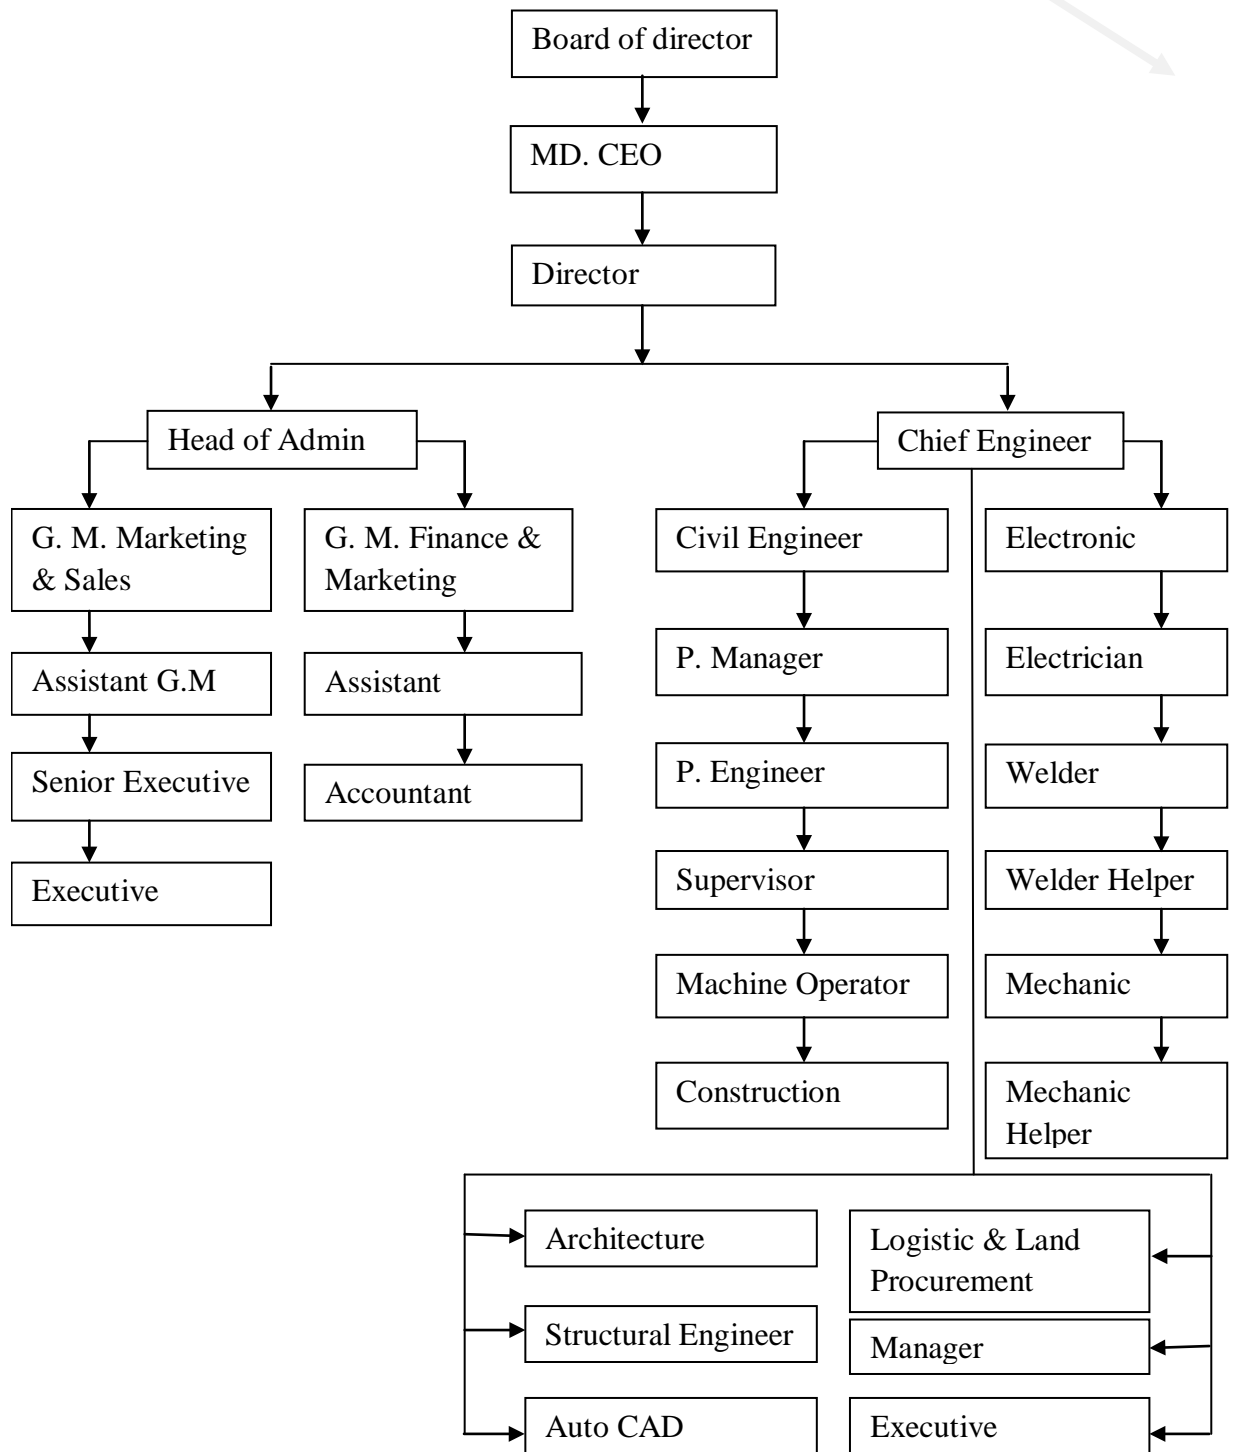 Board of director
MD. CEO
Director
Head of Admin
Chief Engineer
G. M. Marketing
& Sales
G. M. Finance &
Marketing
Civil Engineer
Electronic
Assistant G.M
Assistant
P. Manager
Electrician
Senior Executive
Accountant
P. Engineer
Welder
Executive
Supervisor
Welder Helper
Machine Operator
Mechanic
Construction
Mechanic
Helper
Architecture
Logistic & Land
Procurement
Structural Engineer
Manager
Auto CAD
Executive